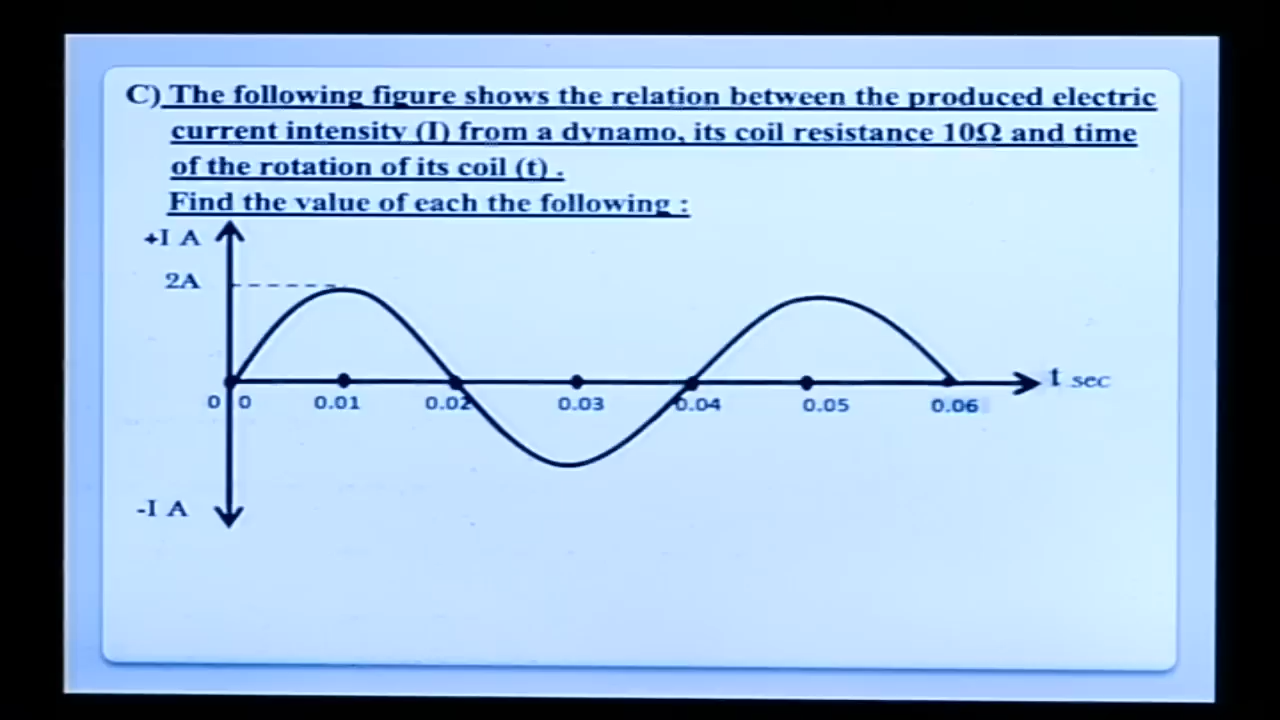 C) The following figure shows the relation between the produced electric
current intensity (I) from a dynamo, its coil resistance 10Ω and time
of the rotation of its coil (t) .
Find the value of each the following :
+I A
2A
0 0 0.01 0.02 0.03 0.04 0.05 0.06 t sec
-I A